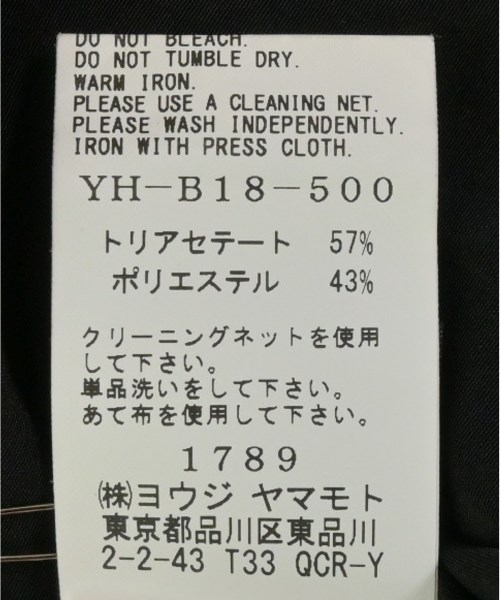 DO NOT BLEACH.
DO NOT TUMBLE DRY.
WARM IRON.
PLEASE USE A CLEANING NET.
PLEASE WASH INDEPENDENTLY.
IRON WITH PRESS CLOTH.
YH-B18-500
トリアセテート 57%
ポリエステル 43%
クリーニングネットを使用
して下さい。
単品洗いをして下さい。
あて布を使用して下さい。
1789
㈱ヨウジ ヤマモト
東京都品川区東品川
2-2-43 T33 QCR-Y